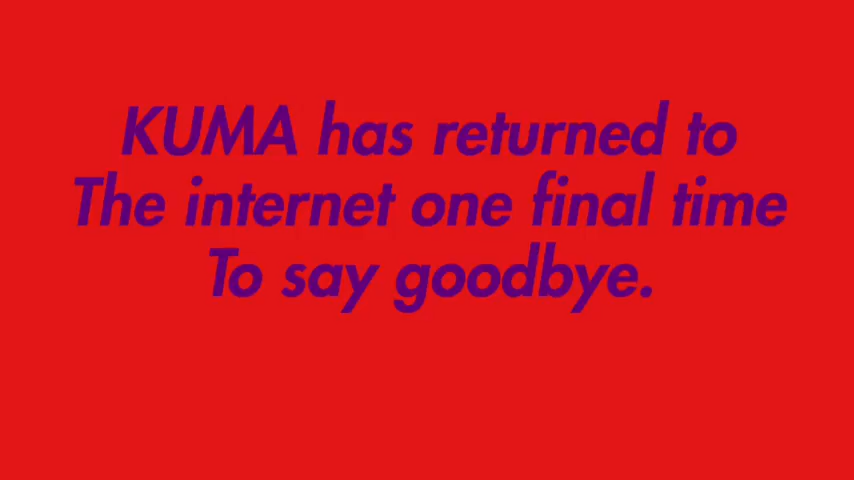 KUMA has returned to
The internet one final time
To say goodbye.